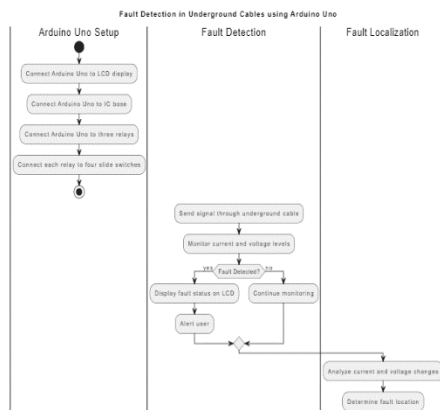 Fault Detection in Underground Cables using Arduino Uno
Arduino Uno Setup
Connect Arduino Uno to LCD display
Connect Arduino Uno to IC base
Connect Arduino Uno to three relays
Connect each relay to four slide switches
Fault Detection
Send signal through underground cable
Monitor current and voltage levels
yes
Fault Detected?
no
Display fault status on LCD
Continue monitoring
Alert user
Fault Localization
Analyze current and voltage changes
Determine fault location